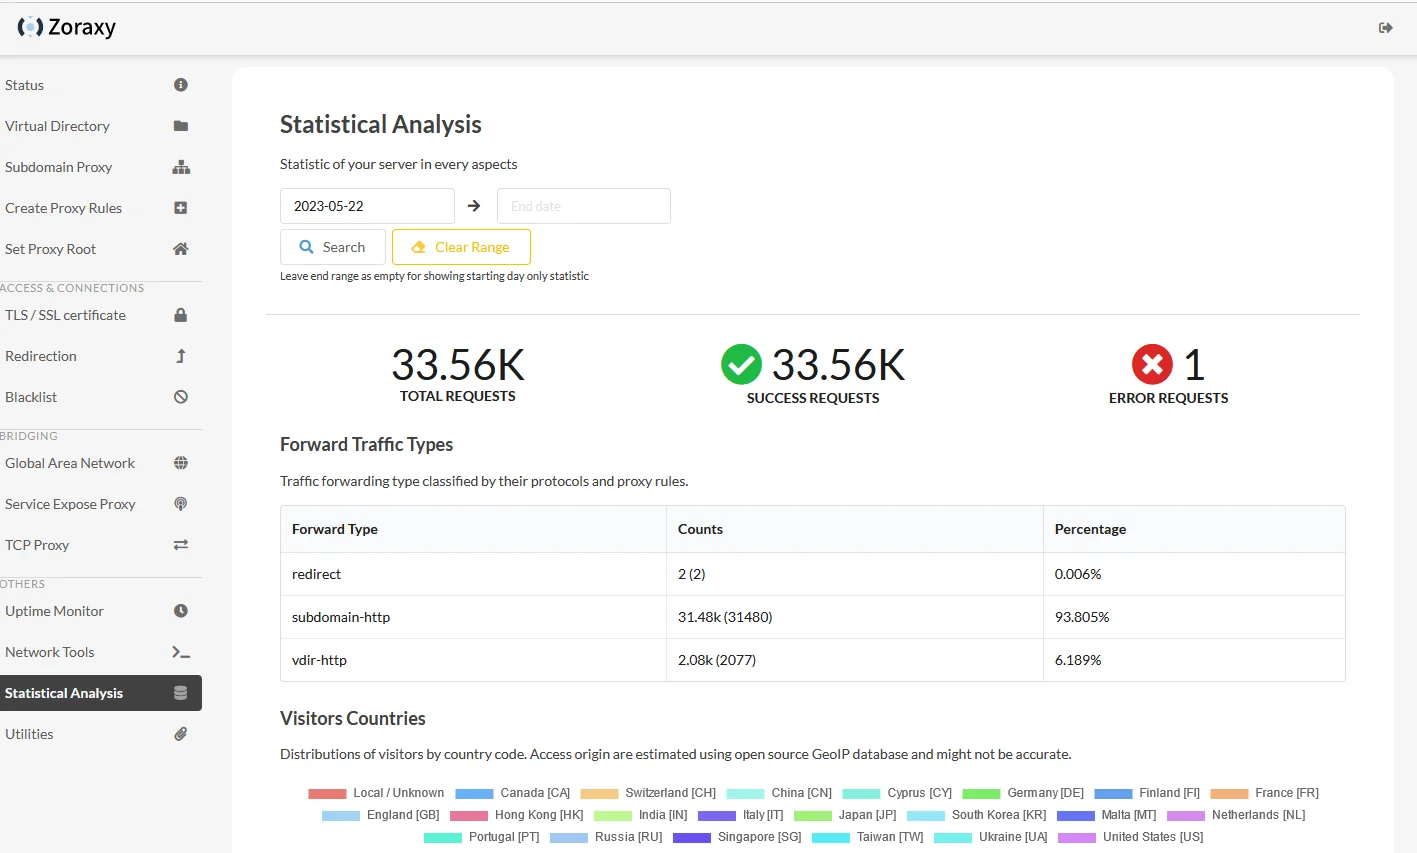 Zoraxy
Status
Virtual Directory
Subdomain Proxy
Create Proxy Rules
Set Proxy Root
ACCESS & CONNECTIONS
TLS / SSL certificate
Redirection
Blacklist
BRIDGING
Global Area Network
Service Expose Proxy
TCP Proxy
OTHERS
Uptime Monitor
Network Tools
Statistical Analysis
Utilities
Statistical Analysis
Statistic of your server in every aspects
2023-05-22 End date
Search Clear Range
Leave end range as empty for showing starting day only statistic
33.56K 33.56K 1
TOTAL REQUESTS SUCCESS REQUESTS ERROR REQUESTS
Forward Traffic Types
Traffic forwarding type classified by their protocols and proxy rules.
Forward Type Counts Percentage
redirect 2 (2) 0.006%
subdomain-http 31.48k (31480) 93.805%
vdir-http 2.08k (2077) 6.189%
Visitors Countries
Distributions of visitors by country code. Access origin are estimated using open source GeoIP database and might not be accurate.
Local / Unknown Canada [CA] Switzerland [CH] China [CN] Cyprus [CY] Germany [DE] Finland [FI] France [FR]
England [GB] Hong Kong [HK] India [IN] Italy [IT] Japan [JP] South Korea [KR] Malta [MT] Netherlands [NL]
Portugal [PT] Russia [RU] Singapore [SG] Taiwan [TW] Ukraine [UA] United States [US]